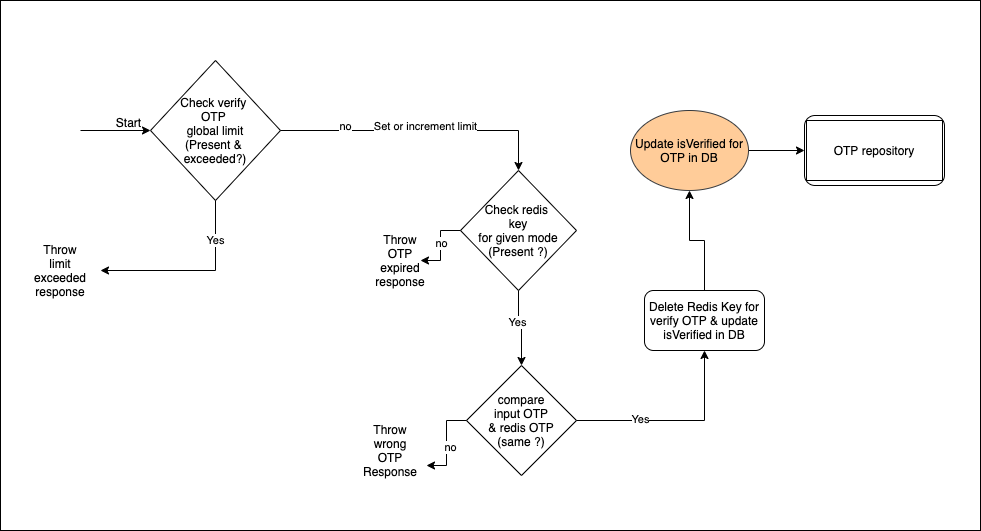 Start
Check verify
OTP
global limit
(Present &
exceeded?)
no
Set or increment limit
Yes
Throw
limit
exceeded
response
Check redis
key
for given mode
(Present ?)
no
Throw
OTP
expired
response
Yes
compare
input OTP
& redis OTP
(same ?)
no
Throw
wrong
OTP
Response
Yes
Delete Redis Key for
verify OTP & update
isVerified in DB
Update isVerified for
OTP in DB
OTP repository